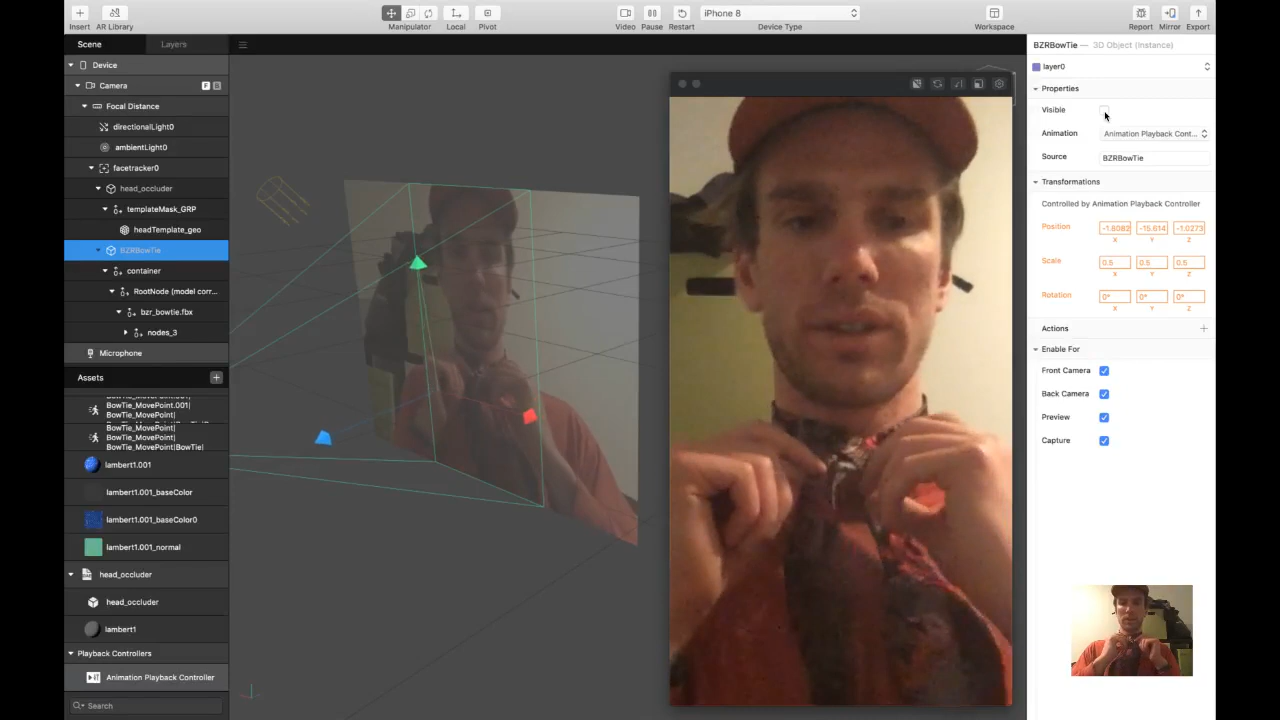 Insert
AR Library
Manipulator
Local
Pivot
Video
Pause
Restart
iPhone 8
Device Type
Workspace
Report
Mirror
Export
Scene
Layers
Device
Camera
F
B
Focal Distance
directionalLight0
ambientLight0
facetracker0
head_occluder
templateMask_GRP
headTemplate_geo
BZRBowTie
container
RootNode (model corr...
bzr_bowtie.fbx
nodes_3
Microphone
Assets
BowTie_MovePoint.001|
BowTie_MovePoint|
BowTie_MovePoint|
BowTie_MovePoint|
BowTie_MovePoint|BowTie|
lambert1.001
lambert1.001_baseColor
lambert1.001_baseColor0
lambert1.001_normal
head_occluder
head_occluder
lambert1
Playback Controllers
Animation Playback Controller
Search
BZRBowTie — 3D Object (Instance)
layer0
Properties
Visible
Animation
Animation Playback Cont...
Source
BZRBowTie
Transformations
Controlled by Animation Playback Controller
Position
-1.6082
-15.614
-1.0273
X
Y
Z
Scale
0.5
0.5
0.5
X
Y
Z
Rotation
0°
0°
0°
X
Y
Z
Actions
Enable For
Front Camera
Back Camera
Preview
Capture